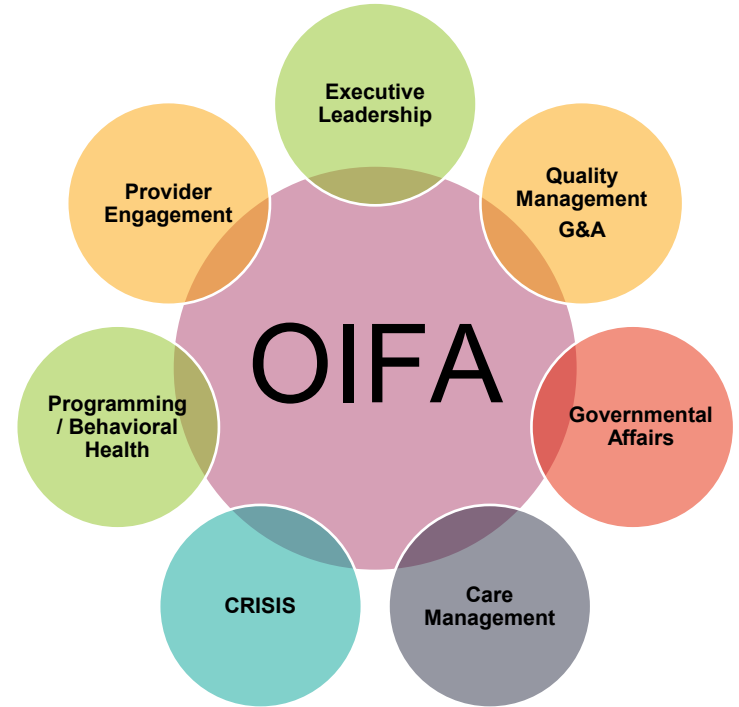 Executive
Leadership
Quality
Management
G&A
Governmental
Affairs
Care
Management
CRISIS
Programming
/ Behavioral
Health
Provider
Engagement
OIFA